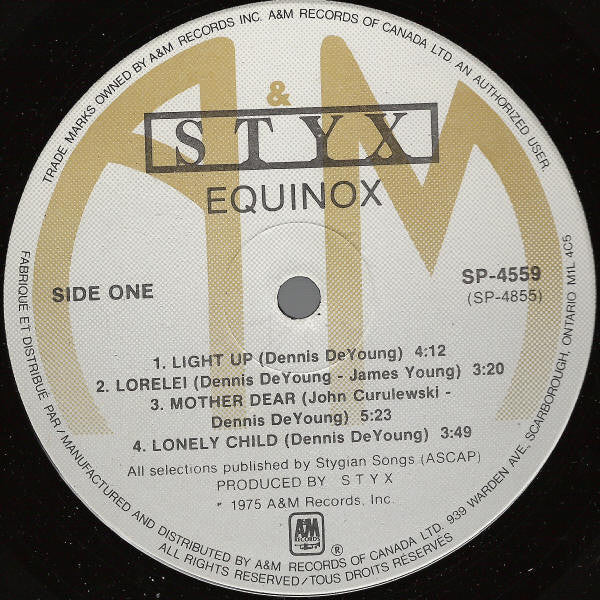 TRADE MARKS OWNED BY A&M RECORDS INC. A&M RECORDS OF CANADA LTD. AN AUTHORIZED USER.
&
STYX
EQUINOX
SIDE ONE
SP-4559
(SP-4855)
1. LIGHT UP (Dennis DeYoung) 4:12
2. LORELEI (Dennis DeYoung - James Young) 3:20
3. MOTHER DEAR (John Curulewski -
Dennis DeYoung) 5:23
4. LONELY CHILD (Dennis DeYoung) 3:49
All selections published by Stygian Songs (ASCAP)
PRODUCED BY S T Y X
1975 A&M Records, Inc.
A&M
RECORDS
®
FABRIQUE ET DISTRIBUÉ PAR / MANUFACTURED AND DISTRIBUTED BY A&M RECORDS OF CANADA LTD. 939 WARDEN AVE., SCARBOROUGH, ONTARIO M1L 4C5
ALL RIGHTS RESERVED/TOUS DROITS RÉSERVÉS